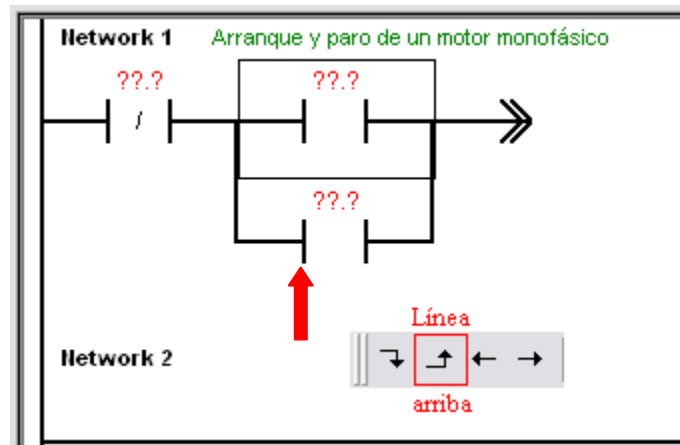 Network 1 Arranque y paro de un motor monofásico
??.? ??.?
/
??.?
Línea
Network 2
arriba